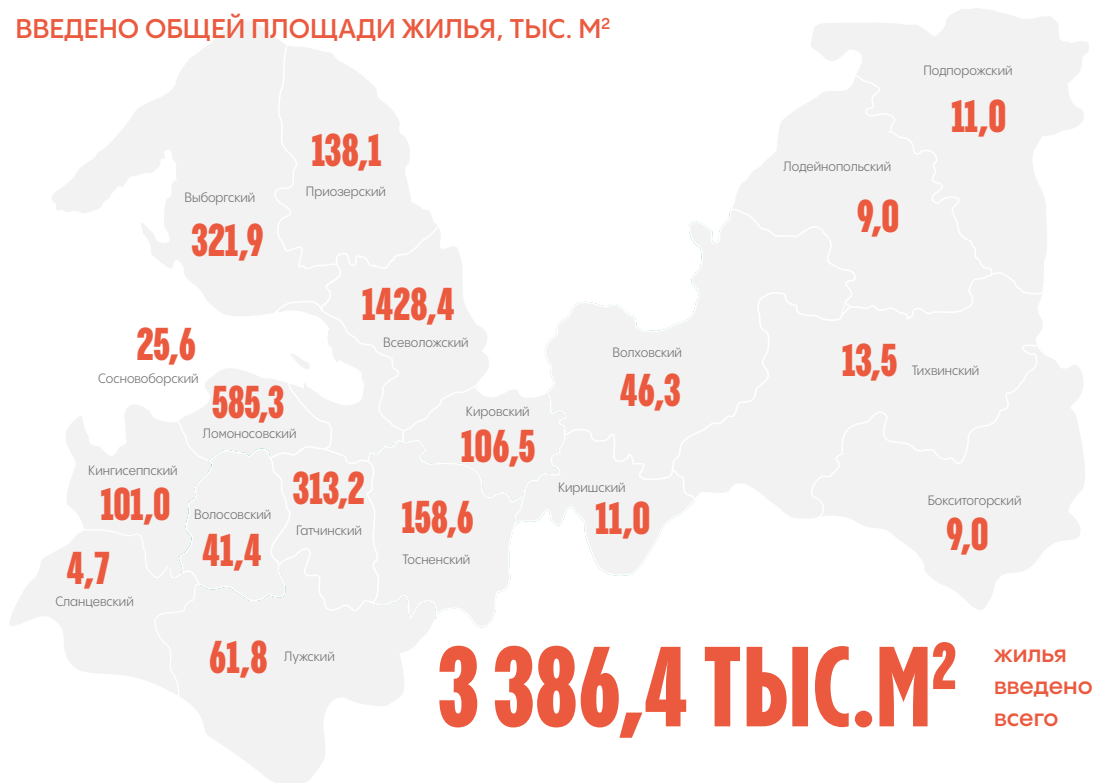 ВВЕДЕНО ОБЩЕЙ ПЛОЩАДИ ЖИЛЬЯ, ТЫС. М²
Подпорожский
11,0
138,1
Приозерский
Лодейнопольский
9,0
Выборгский
321,9
1428,4
Всеволожский
25,6
Сосновоборский
Волховский
46,3
13,5 Тихвинский
585,3
Ломоносовский
Кировский
106,5
Кингисеппский
101,0
313,2
Гатчинский
Киришский
11,0
Волосовский
41,4
158,6
Тосненский
Бокситогорский
9,0
4,7
Сланцевский
61,8 Лужский
3 386,4 ТЫС.М²
жилья
введено
всего